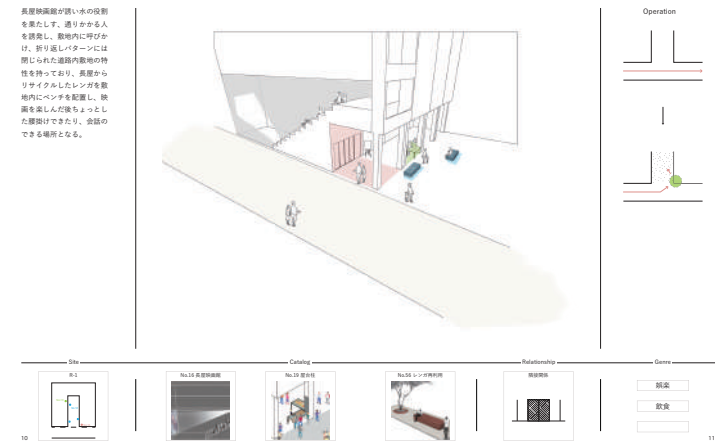 長屋映画館が誘い水の役割
を果たしす、通りかかる人
を誘発し、敷地内に呼びか
け、折り返しパターンには
閉じられた道路内敷地の特
性を持っており、長屋から
リサイクルしたレンガを敷
地内にベンチを配置し、映
画を楽しんだ後ちょっとし
た腰掛けできたり、会話の
できる場所となる。
Operation
Site
Catalog
Relationship
Genre
R-1
No.16 長屋映画館
No.19 屋台柱
No.56 レンガ再利用
隣接関係
娯楽
飲食
10
11